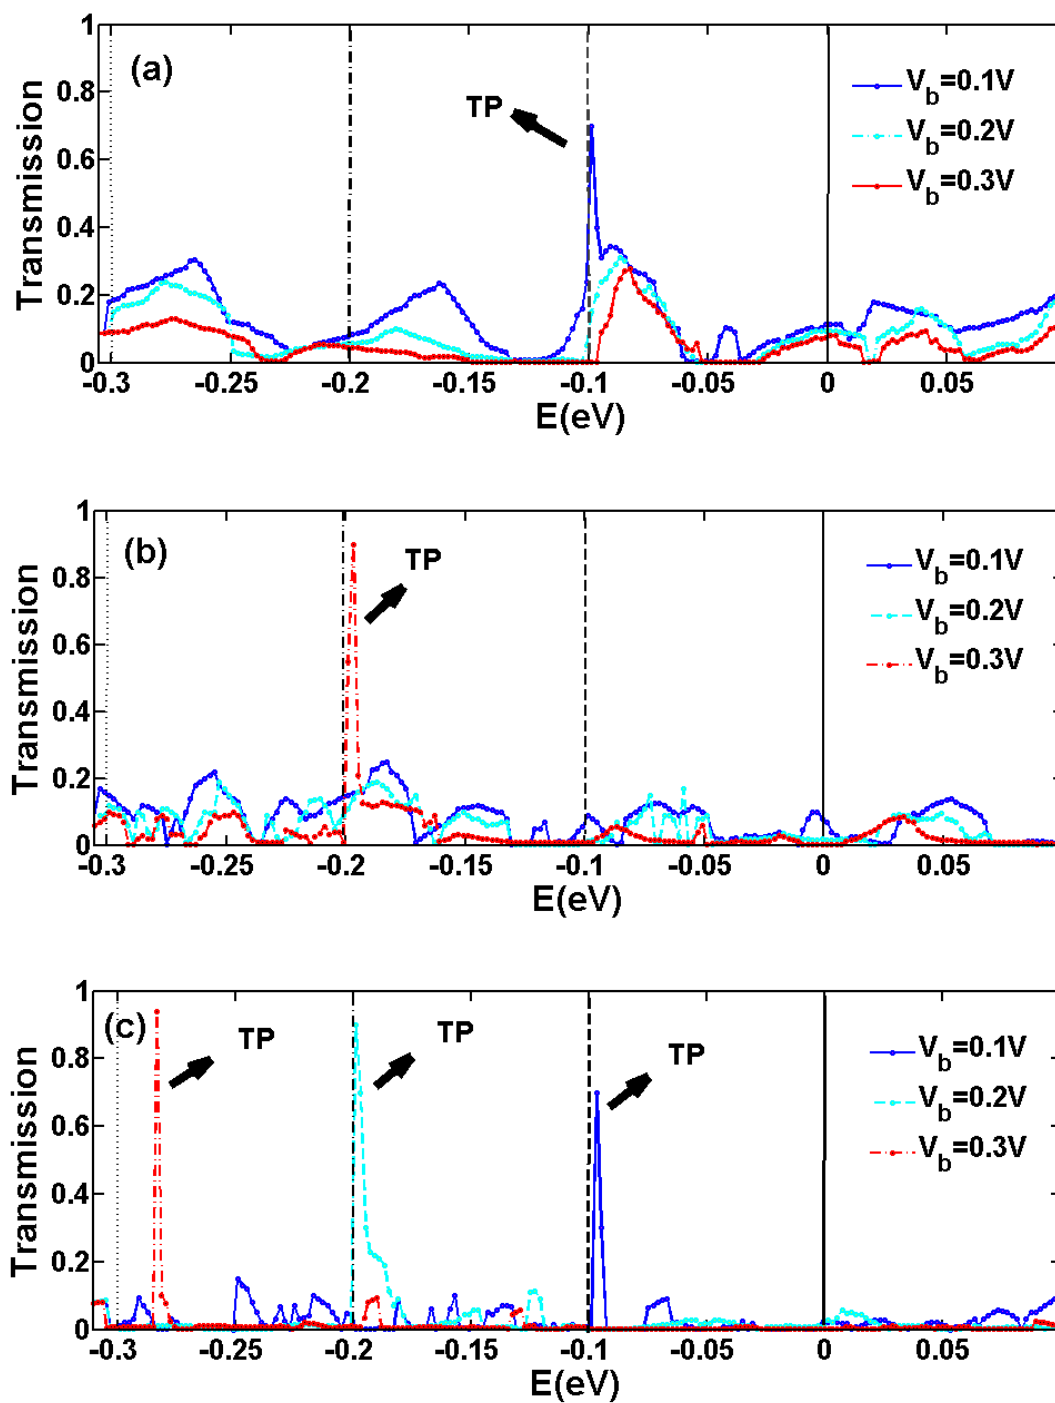 1
(a)
TP
V_b=0.1V
V_b=0.2V
V_b=0.3V
0.8
0.6
0.4
0.2
0
Transmission
-0.3 -0.25 -0.2 -0.15 -0.1 -0.05 0 0.05
E(eV)
1
(b)
TP
V_b=0.1V
V_b=0.2V
V_b=0.3V
0.8
0.6
0.4
0.2
0
Transmission
-0.3 -0.25 -0.2 -0.15 -0.1 -0.05 0 0.05
E(eV)
1
(c)
TP TP TP
V_b=0.1V
V_b=0.2V
V_b=0.3V
0.8
0.6
0.4
0.2
0
Transmission
-0.3 -0.25 -0.2 -0.15 -0.1 -0.05 0 0.05
E(eV)